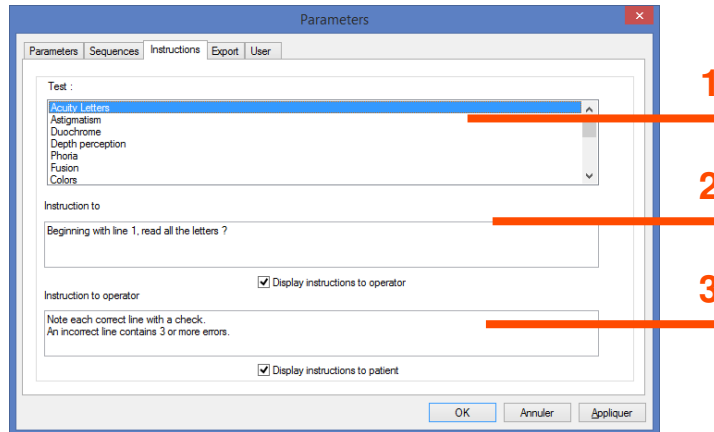 Parameters
Parameters Sequences Instructions Export User
Test :
1
Acuity Letters
Astigmatism
Duochrome
Depth perception
Phoria
Fusion
Colors
2
Instruction to
Beginning with line 1, read all the letters ?
Display instructions to operator
3
Instruction to operator
Note each correct line with a check.
An incorrect line contains 3 or more errors.
Display instructions to patient
OK Annuler Appliquer